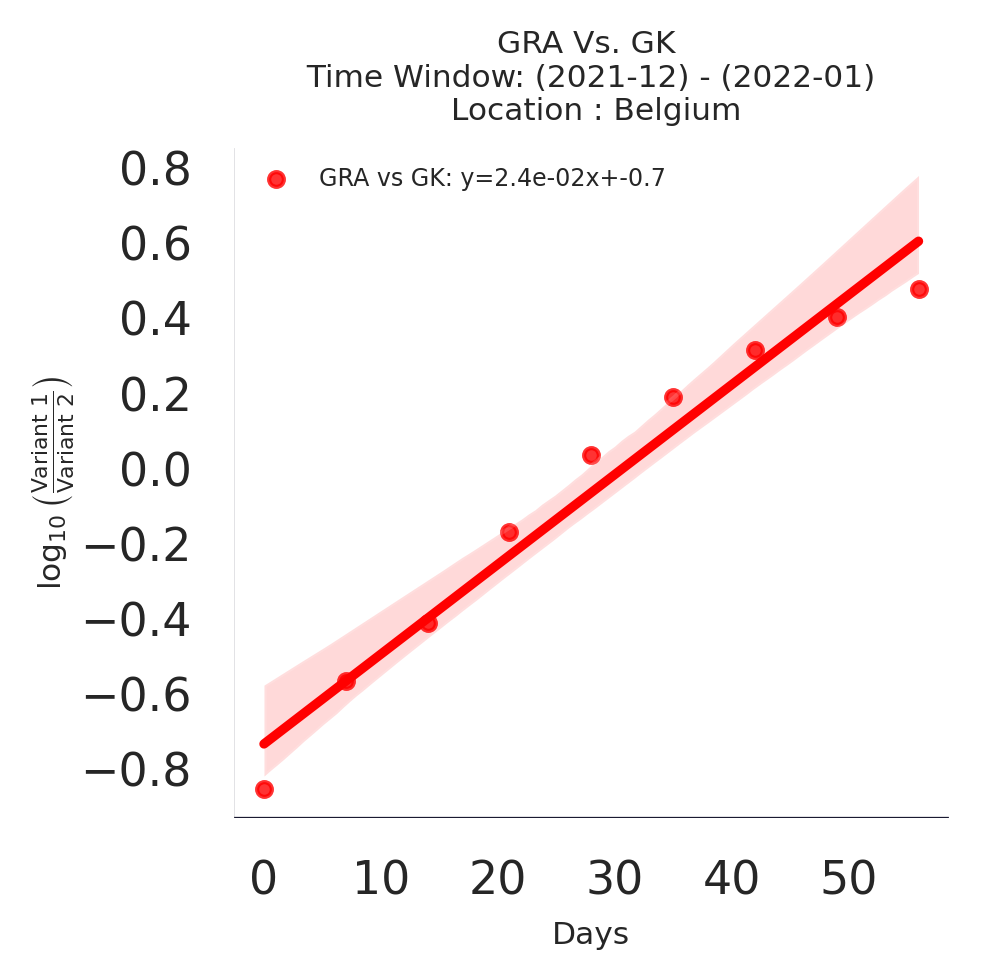 GRA Vs. GK
Time Window: (2021-12) - (2022-01)
Location : Belgium
GRA vs GK: y=2.4e-02x+-0.7
0.8
0.6
0.4
0.2
0.0
−0.2
−0.4
−0.6
−0.8
log₁₀ (Variant 1 / Variant 2)
0 10 20 30 40 50
Days